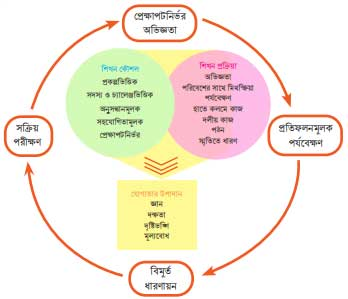 প্রেক্ষাপটনির্ভর
অভিজ্ঞতা
শিখন কৌশল
প্রকল্পভিত্তিক
সদস্য ও চ্যালেঞ্জভিত্তিক
অনুসন্ধানমূলক
সহযোগিতামূলক
প্রেক্ষাপটনির্ভর
শিখন প্রক্রিয়া
অভিজ্ঞতা
পরিবেশের সাথে মিথষ্ক্রিয়া
পর্যবেক্ষণ
হাতে কলমে কাজ
দলীয় কাজ
পঠন
স্মৃতিতে ধারণ
সক্রিয়
পরীক্ষণ
প্রতিফলনমূলক
পর্যবেক্ষণ
যোগ্যতার উপাদান
জ্ঞান
দক্ষতা
দৃষ্টিভঙ্গি
মূল্যবোধ
বিমূর্ত
ধারণায়ন